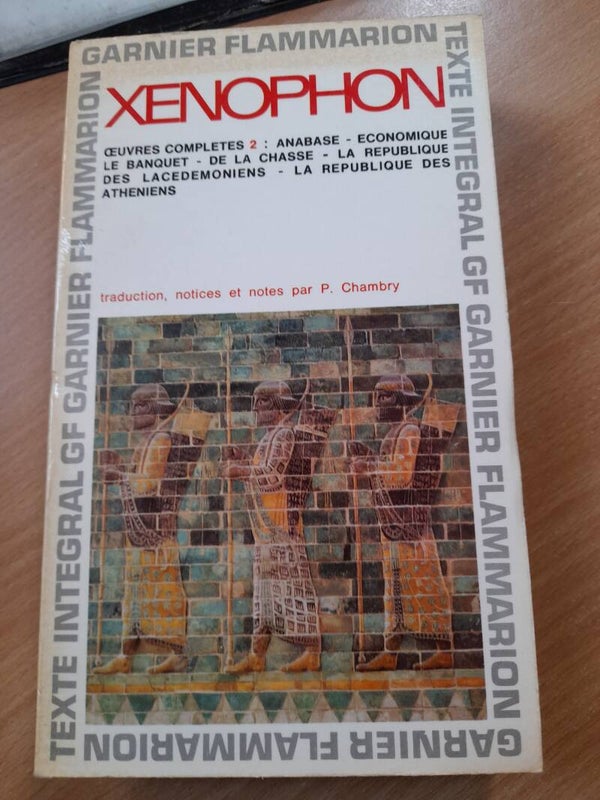 GARNIER FLAMMARION
TEXTE INTEGRAL GF GARNIER FLAMMARION
GARNIER FLAMMARION
TEXTE INTEGRAL GF GARNIER FLAMMARION
XENOPHON
ŒUVRES COMPLETES 2 : ANABASE - ECONOMIQUE
LE BANQUET - DE LA CHASSE - LA REPUBLIQUE
DES LACEDEMONIENS - LA REPUBLIQUE DES
ATHENIENS
traduction, notices et notes par P. Chambry